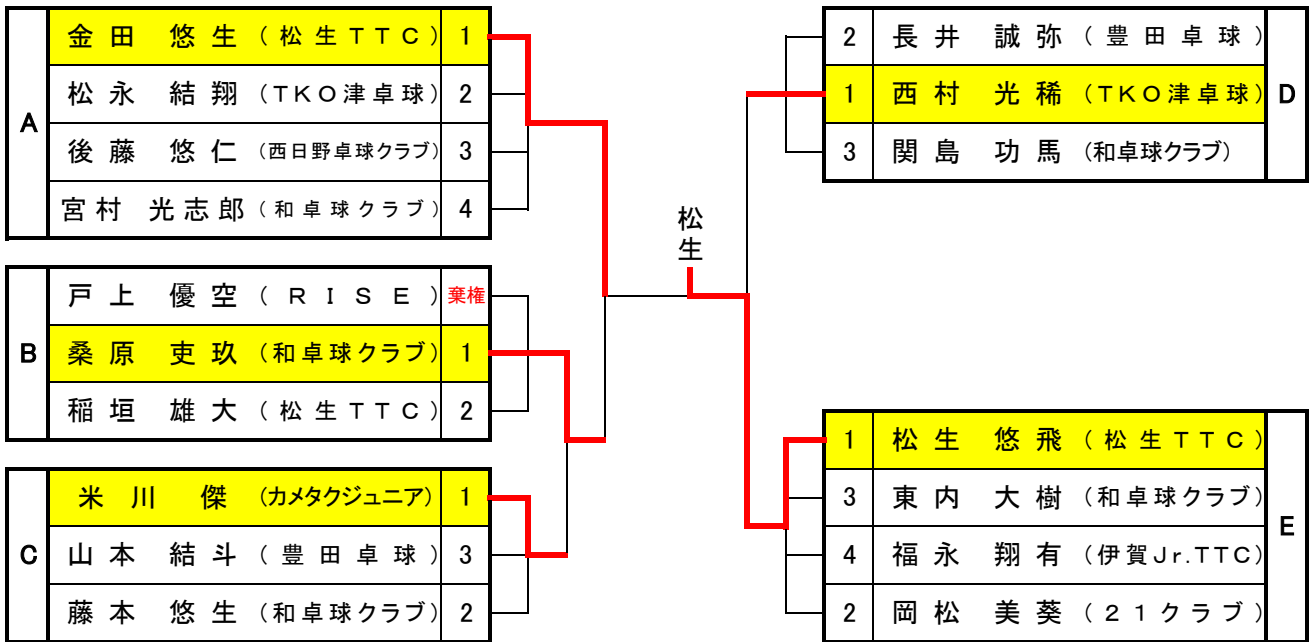 A
金田 悠生 (松生TTC) 1
松永 結翔 (TKO津卓球) 2
後藤 悠仁 (西日野卓球クラブ) 3
宮村 光志郎 (和卓球クラブ) 4
B
戸上 優空 (RISE) 棄権
桑原 吏玖 (和卓球クラブ) 1
稲垣 雄大 (松生TTC) 2
C
米川 傑 (カメタクジュニア) 1
山本 結斗 (豊田卓球) 3
藤本 悠生 (和卓球クラブ) 2
松生
2 長井 誠弥 (豊田卓球)
1 西村 光稀 (TKO津卓球)
3 関島 功馬 (和卓球クラブ)
D
1 松生 悠飛 (松生TTC)
3 東内 大樹 (和卓球クラブ)
4 福永 翔有 (伊賀Jr.TTC)
2 岡松 美葵 (21クラブ)
E